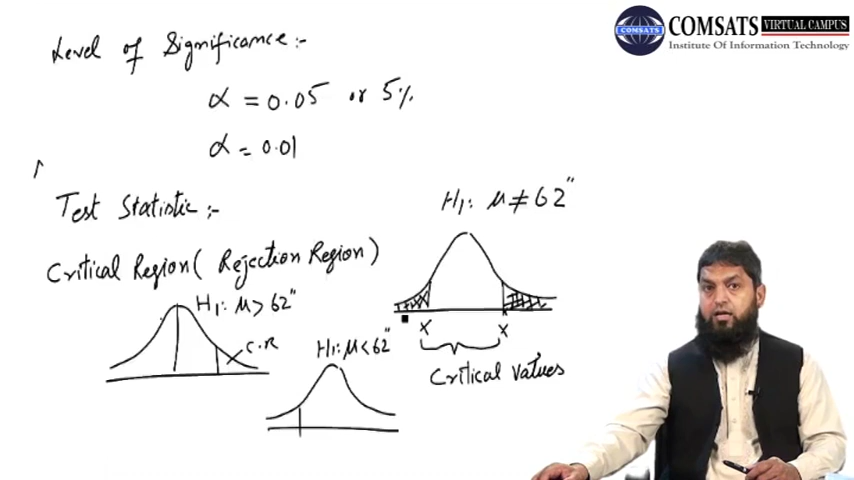 COMSATS
COMSATS VIRTUAL CAMPUS
Institute Of Information Technology
Level of Significance:-
α = 0.05 or 5%
α = 0.01
Test Statistic:-
H₁: μ ≠ 62"
Critical Region (Rejection Region)
H₁: μ > 62"
C.R
H₁: μ < 62"
x x
Critical Values